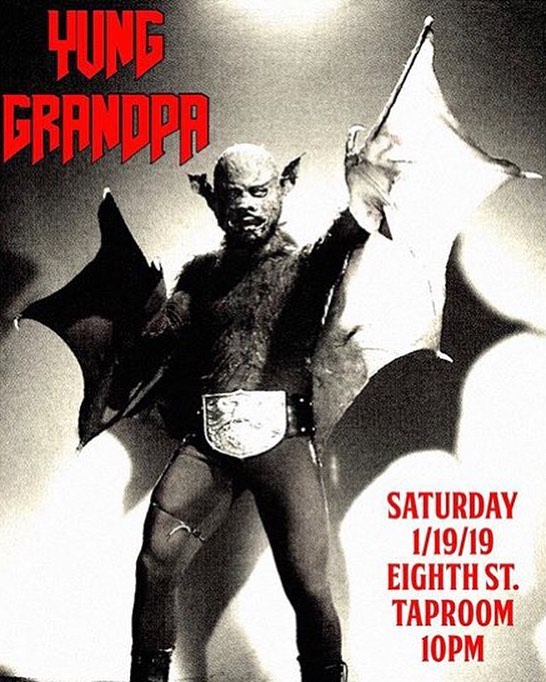 YUNG
GRANDPA
SATURDAY
1/19/19
EIGHTH ST.
TAPROOM
10PM